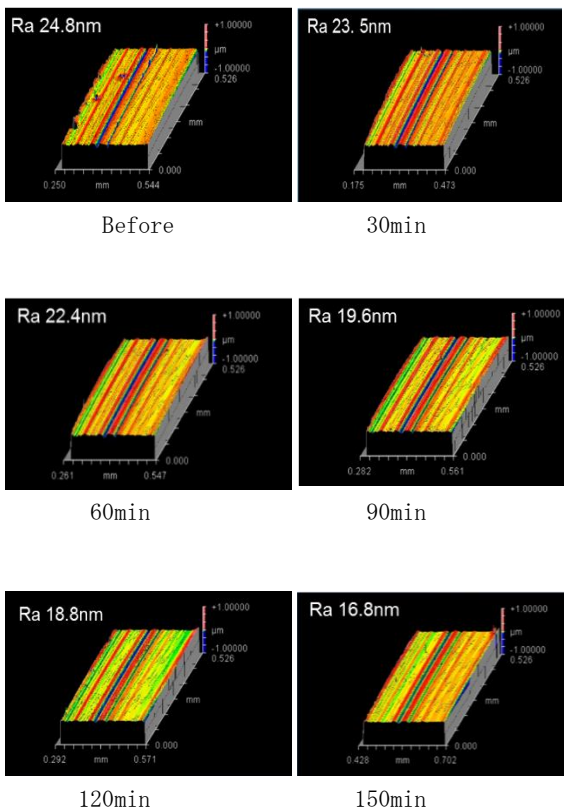 Ra 24.8nm
+1.00000
µm
-1.00000
0.526
mm
0.000
0.250 mm 0.544
Before
Ra 23. 5nm
+1.00000
µm
-1.00000
0.526
mm
0.000
0.175 mm 0.473
30min
Ra 22.4nm
+1.00000
µm
-1.00000
0.526
mm
0.000
0.261 mm 0.547
60min
Ra 19.6nm
+1.00000
µm
-1.00000
0.526
mm
0.000
0.282 mm 0.561
90min
Ra 18.8nm
+1.00000
µm
-1.00000
0.526
mm
0.000
0.292 mm 0.571
120min
Ra 16.8nm
+1.00000
µm
-1.00000
0.526
mm
0.000
0.428 mm 0.702
150min